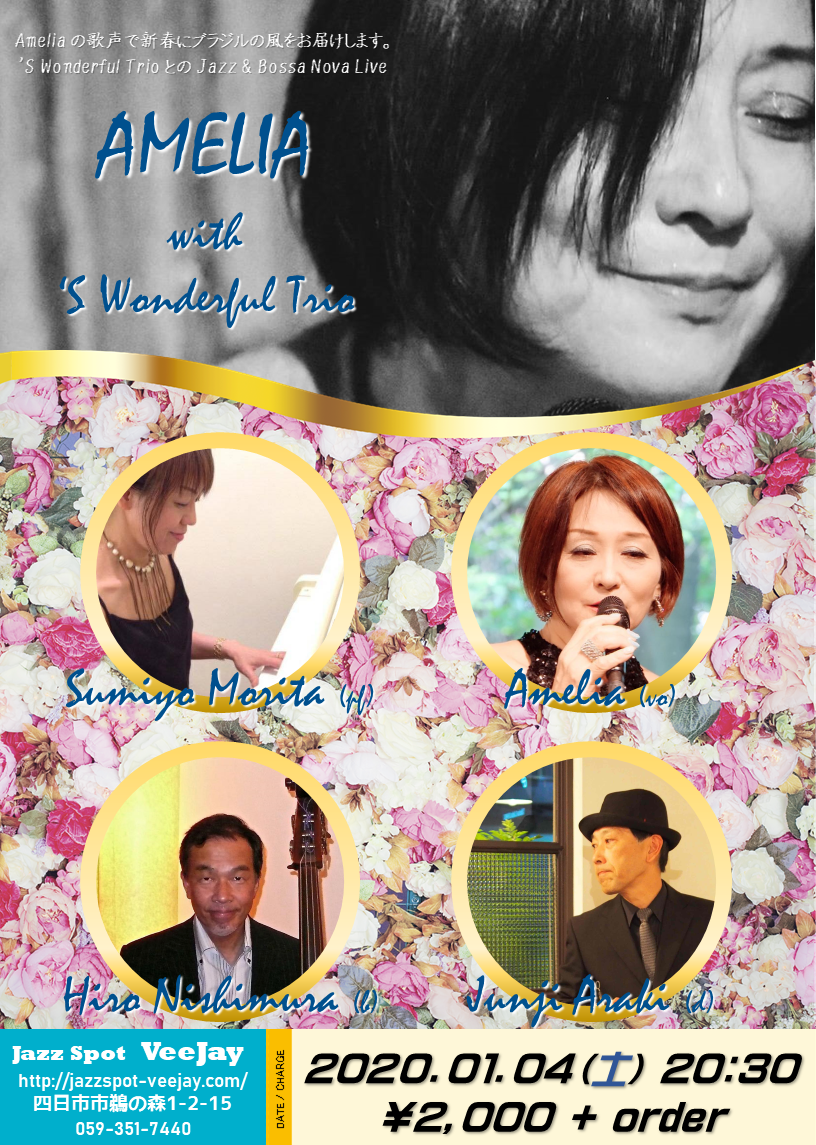 Ameliaの歌声で新春にブラジルの風をお届けします。
'S Wonderful TrioとのJazz & Bossa Nova Live
AMELIA
with
'S Wonderful Trio
Sumiyo Morita (pf)
Amelia (vo)
Hiro Nishimura (b)
Junji Araki (d)
Jazz Spot VeeJay
http://jazzspot-veejay.com/
四日市市鵜の森1-2-15
059-351-7440
DATE / CHARGE
2020.01.04(土) 20:30
¥2,000 + order